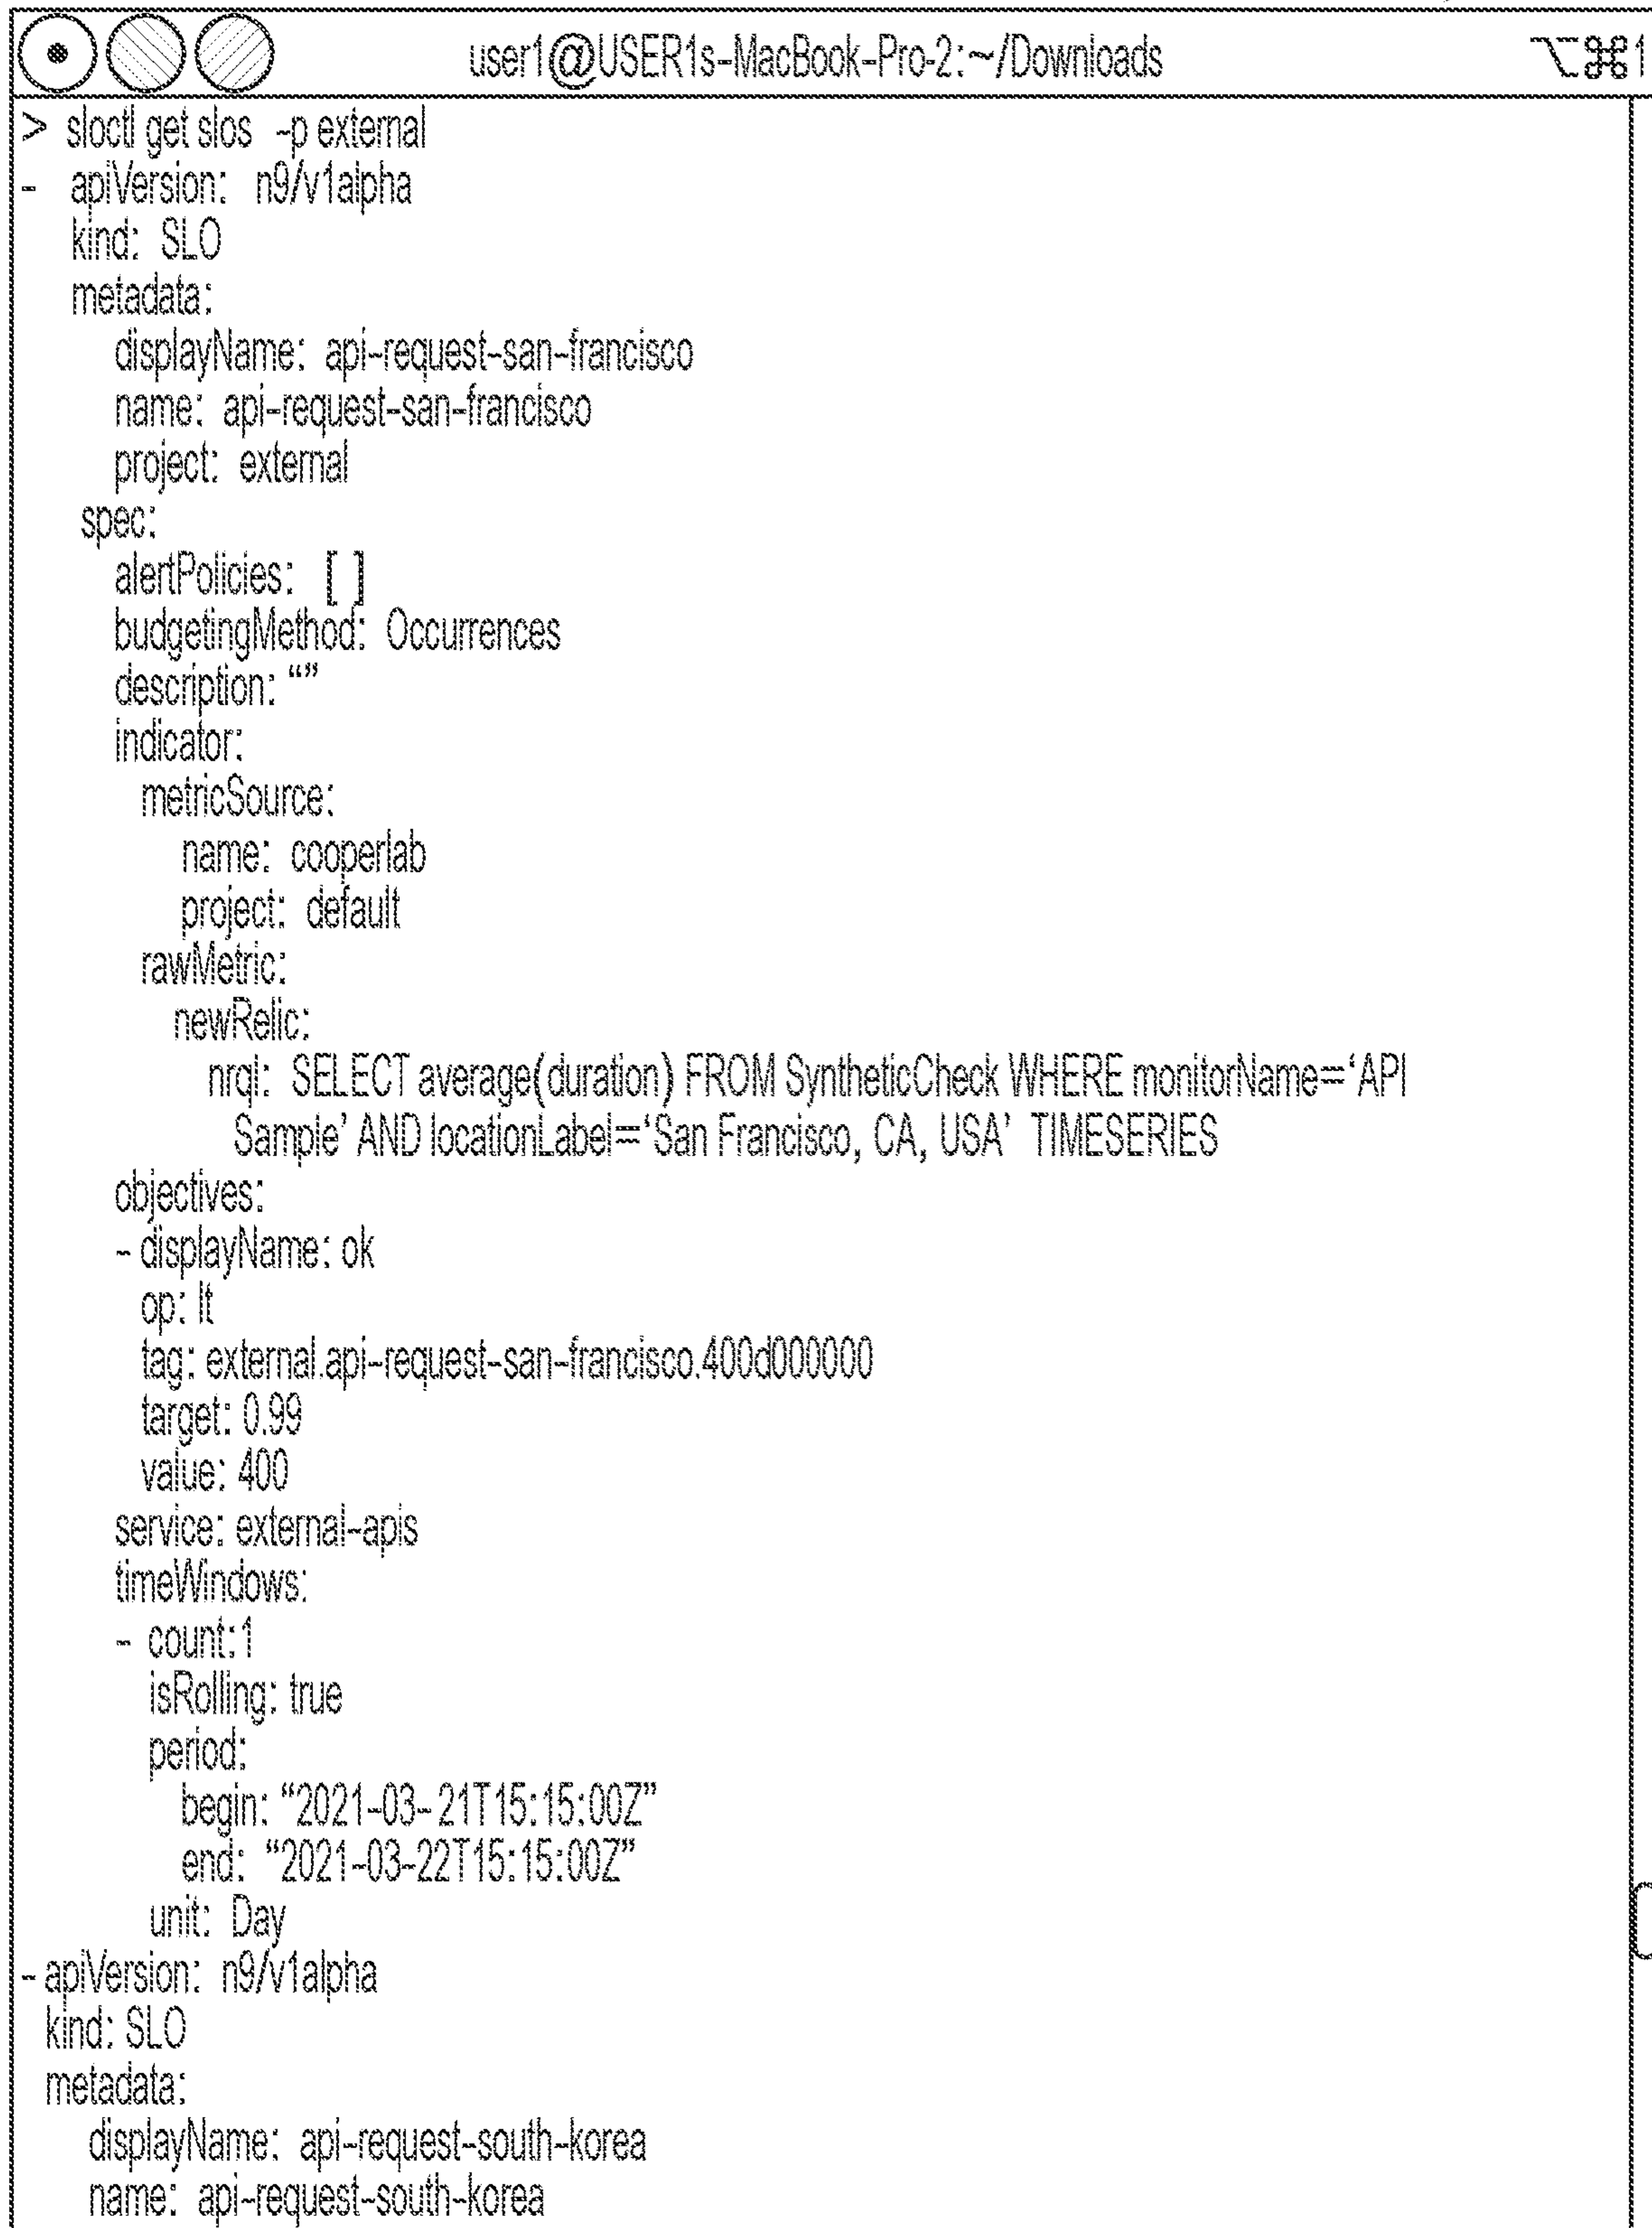 user1@USER1s-MacBook-Pro-2:~/Downloads ⌥⌘1
> sloctl get slos -p external
- apiVersion: n9/v1alpha
kind: SLO
metadata:
displayName: api-request-san-francisco
name: api-request-san-francisco
project: external
spec:
alertPolicies: [ ]
budgetingMethod: Occurrences
description: “”
indicator:
metricSource:
name: cooperlab
project: default
rawMetric:
newRelic:
nrql: SELECT average(duration) FROM SyntheticCheck WHERE monitorName=‘API
Sample’ AND locationLabel=‘San Francisco, CA, USA’ TIMESERIES
objectives:
- displayName: ok
op: lt
tag: external.api-request-san-francisco.400d000000
target: 0.99
value: 400
service: external-apis
timeWindows:
- count:1
isRolling: true
period:
begin: “2021-03-21T15:15:00Z”
end: “2021-03-22T15:15:00Z”
unit: Day
- apiVersion: n9/v1alpha
kind: SLO
metadata:
displayName: api-request-south-korea
name: api-request-south-korea